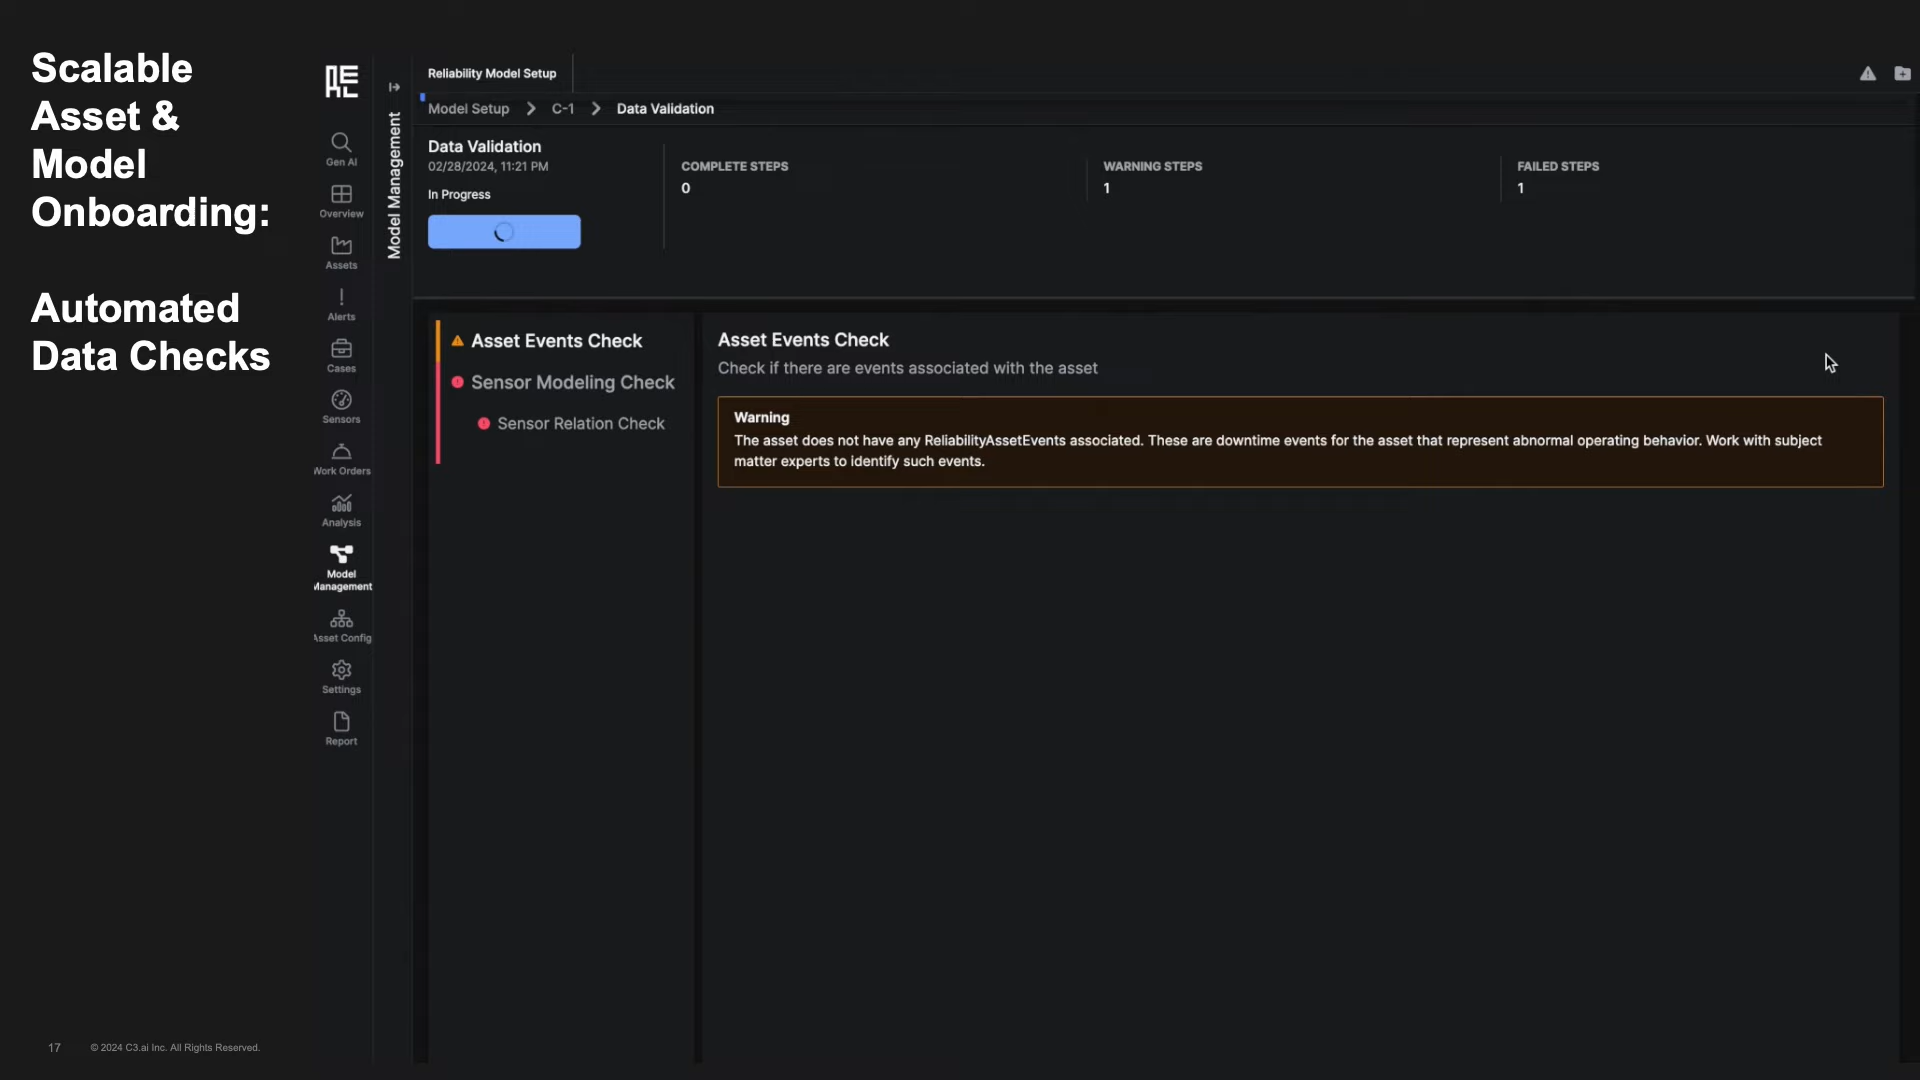 Scalable
Asset &
Model
Onboarding:
Automated
Data Checks
Gen AI
Overview
Assets
Alerts
Cases
Sensors
Work Orders
Analysis
Model
Management
Asset Config
Settings
Report
Model Management
Reliability Model Setup
Model Setup > C-1 > Data Validation
Data Validation
02/28/2024, 11:21 PM
In Progress
COMPLETE STEPS
0
WARNING STEPS
1
FAILED STEPS
1
Asset Events Check
Sensor Modeling Check
Sensor Relation Check
Asset Events Check
Check if there are events associated with the asset
Warning
The asset does not have any ReliabilityAssetEvents associated. These are downtime events for the asset that represent abnormal operating behavior. Work with subject
matter experts to identify such events.
17
© 2024 C3.ai Inc. All Rights Reserved.